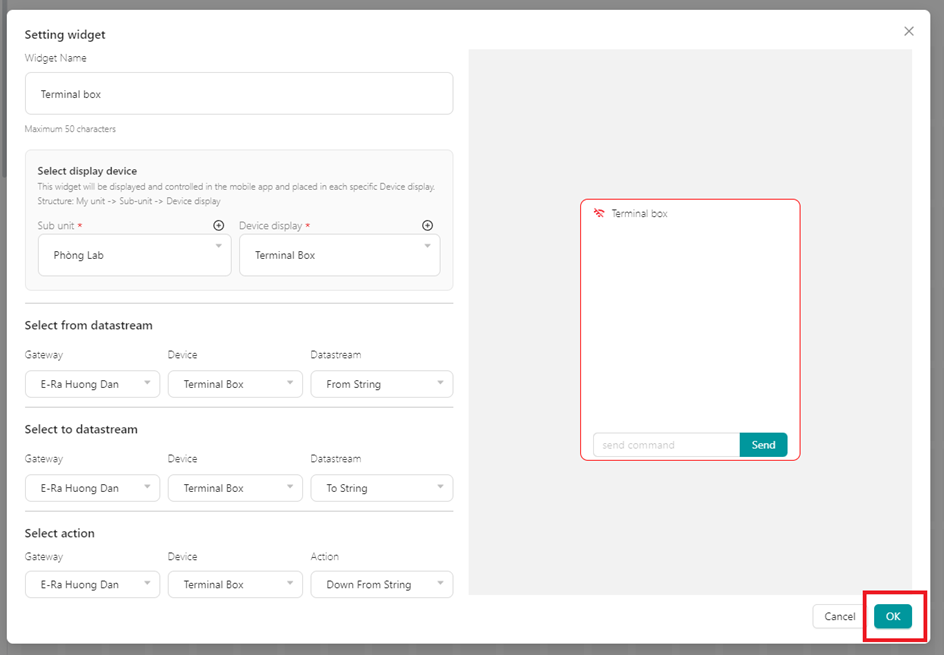 Setting widget
Widget Name
Terminal box
Maximum 50 characters
Select display device
This widget will be displayed and controlled in the mobile app and placed in each specific Device display.
Structure: My unit -> Sub-unit -> Device display
Sub unit *
Device display *
Phòng Lab
Terminal Box
Select from datastream
Gateway
Device
Datastream
E-Ra Huong Dan
Terminal Box
From String
Select to datastream
Gateway
Device
Datastream
E-Ra Huong Dan
Terminal Box
To String
Select action
Gateway
Device
Action
E-Ra Huong Dan
Terminal Box
Down From String
Terminal box
send command
Send
Cancel
OK